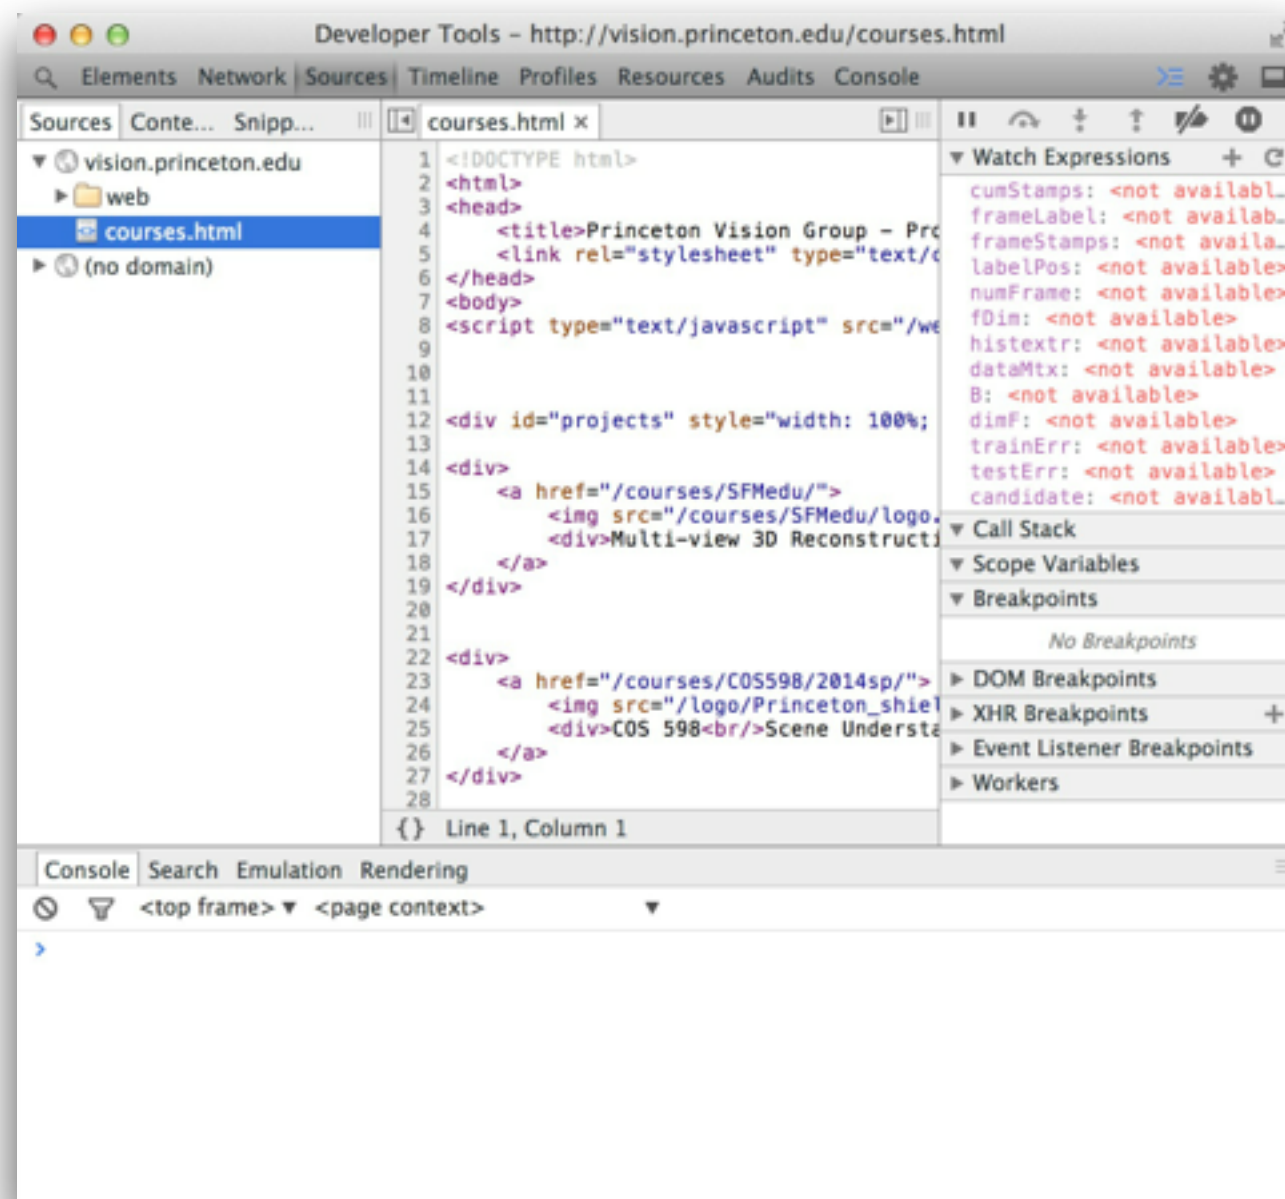 Developer Tools - http://vision.princeton.edu/courses.html
Elements Network Sources Timeline Profiles Resources Audits Console
Sources Conte... Snipp...
vision.princeton.edu
web
courses.html
(no domain)
courses.html ×
1 <!DOCTYPE html>
2 <html>
3 <head>
4 <title>Princeton Vision Group - Pro
5 <link rel="stylesheet" type="text/c
6 </head>
7 <body>
8 <script type="text/javascript" src="/we
9
10
11
12 <div id="projects" style="width: 100%;
13
14 <div>
15 <a href="/courses/SFMedu/">
16 <img src="/courses/SFMedu/logo.
17 <div>Multi-view 3D Reconstructi
18 </a>
19 </div>
20
21
22 <div>
23 <a href="/courses/COS598/2014sp/">
24 <img src="/logo/Princeton_shiel
25 <div>COS 598<br/>Scene Understa
26 </a>
27 </div>
28
{} Line 1, Column 1
Watch Expressions
cumStamps: <not availabl…
frameLabel: <not availab…
frameStamps: <not availa…
labelPos: <not available>
numFrame: <not available>
fDim: <not available>
histextr: <not available>
dataMtx: <not available>
B: <not available>
dimF: <not available>
trainErr: <not available>
testErr: <not available>
candidate: <not availabl…
Call Stack
Scope Variables
Breakpoints
No Breakpoints
DOM Breakpoints
XHR Breakpoints
Event Listener Breakpoints
Workers
Console Search Emulation Rendering
<top frame> <page context>